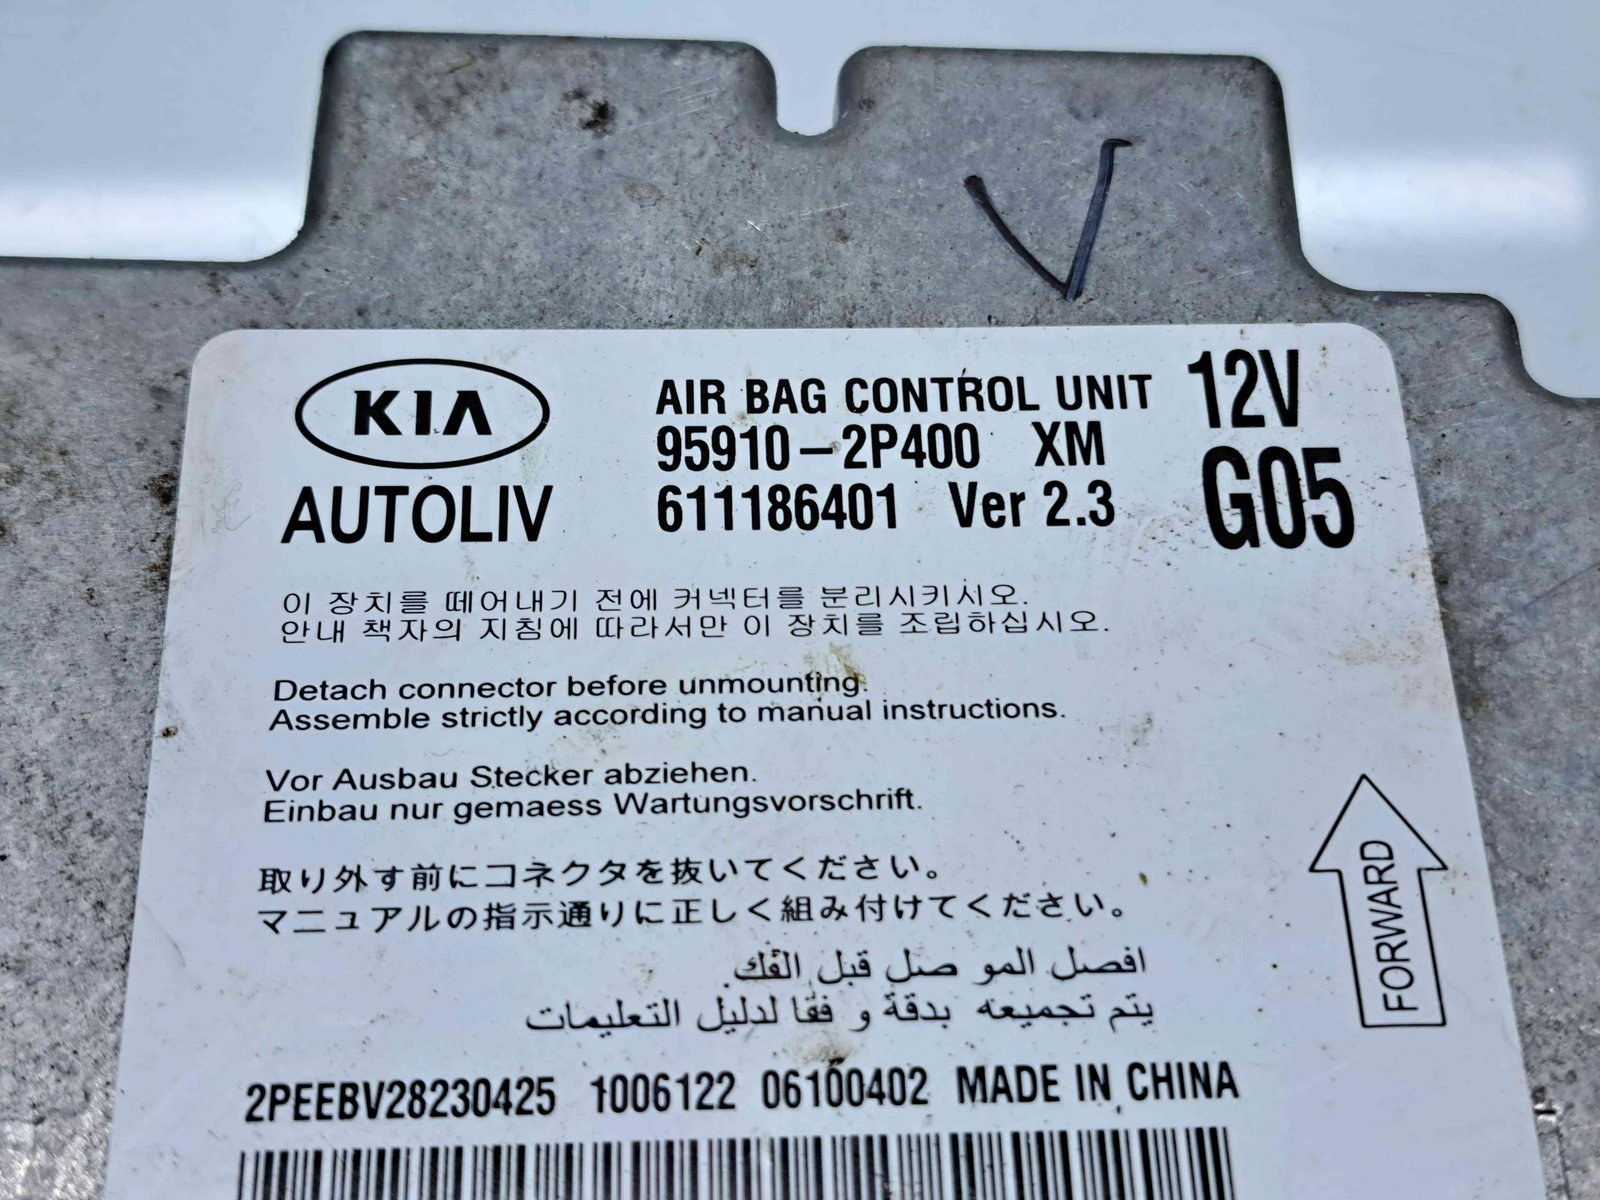 V
KIA
AUTOLIV
AIR BAG CONTROL UNIT
95910-2P400 XM
611186401 Ver 2.3
12V
G05
이 장치를 떼어내기 전에 커넥터를 분리시키시오.
안내 책자의 지침에 따라서만 이 장치를 조립하십시오.
Detach connector before unmounting.
Assemble strictly according to manual instructions.
Vor Ausbau Stecker abziehen.
Einbau nur gemaess Wartungsvorschrift.
取り外す前にコネクタを抜いてください。
マニュアルの指示通りに正しく組み付けてください。
افصل المو صل قبل الفك.
يتم تجميعه بدقة و فقا لدليل التعليمات
FORWARD
2PEEBV28230425 1006122 06100402 MADE IN CHINA